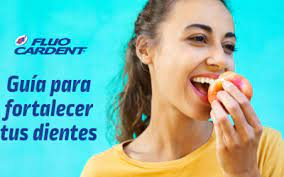 FLUO
CARDENT
Guía para
fortalecer
tus dientes